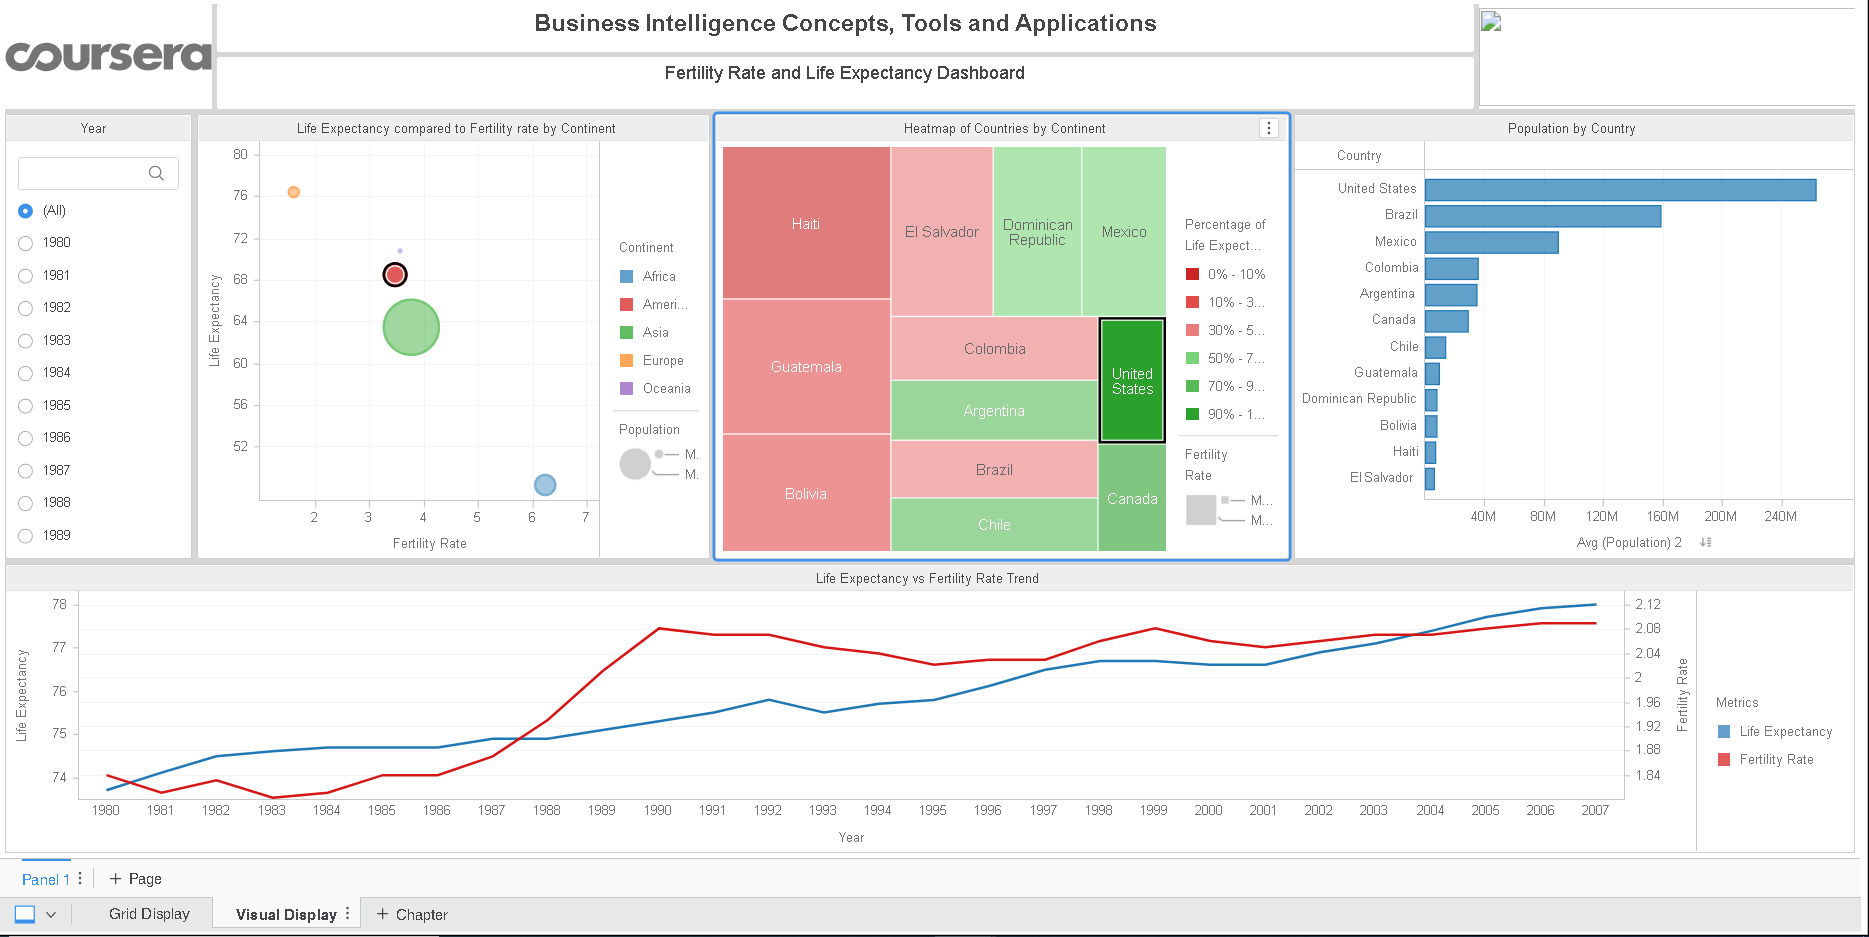 coursera
Business Intelligence Concepts, Tools and Applications
Fertility Rate and Life Expectancy Dashboard
Year
(All)
1980
1981
1982
1983
1984
1985
1986
1987
1988
1989
Life Expectancy compared to Fertility rate by Continent
Life Expectancy
80
76
72
68
64
60
56
52
2 3 4 5 6 7
Fertility Rate
Continent
Africa
Ameri...
Asia
Europe
Oceania
Population
M.
M.
Heatmap of Countries by Continent
Haiti
Guatemala
Bolivia
El Salvador
Dominican
Republic
Mexico
Colombia
Argentina
Brazil
Chile
United
States
Canada
Percentage of
Life Expect...
0% - 10%
10% - 3...
30% - 5...
50% - 7...
70% - 9...
90% - 1...
Fertility
Rate
M...
M...
Population by Country
Country
United States
Brazil
Mexico
Colombia
Argentina
Canada
Chile
Guatemala
Dominican Republic
Bolivia
Haiti
El Salvador
40M 80M 120M 160M 200M 240M
Avg (Population) 2
Life Expectancy vs Fertility Rate Trend
Life Expectancy
78
77
76
75
74
1980 1981 1982 1983 1984 1985 1986 1987 1988 1989 1990 1991 1992 1993 1994 1995 1996 1997 1998 1999 2000 2001 2002 2003 2004 2005 2006 2007
Year
2.12
2.08
2.04
2
1.96
1.92
1.88
1.84
Fertility Rate
Metrics
Life Expectancy
Fertility Rate
Panel 1
+ Page
Grid Display
Visual Display
+ Chapter